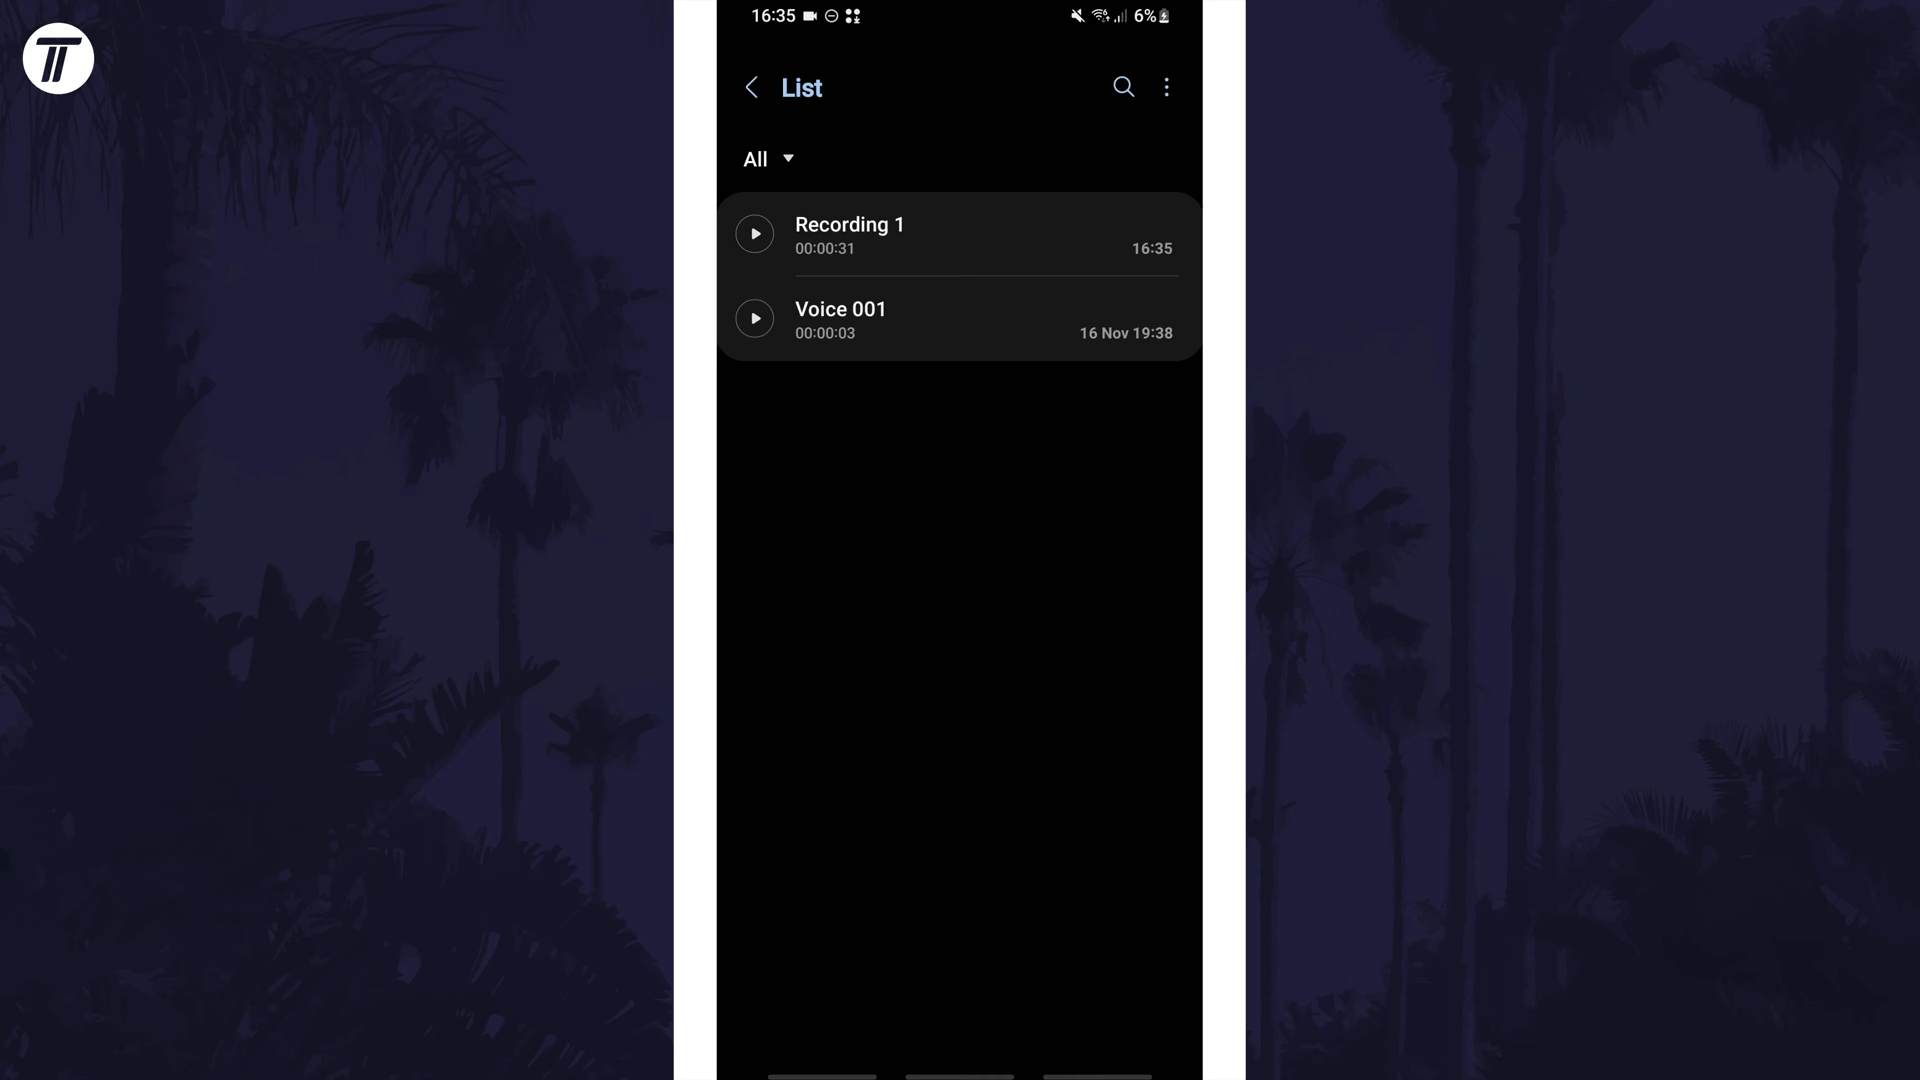 16:35 6%
List
All
Recording 1
00:00:31 16:35
Voice 001
00:00:03 16 Nov 19:38